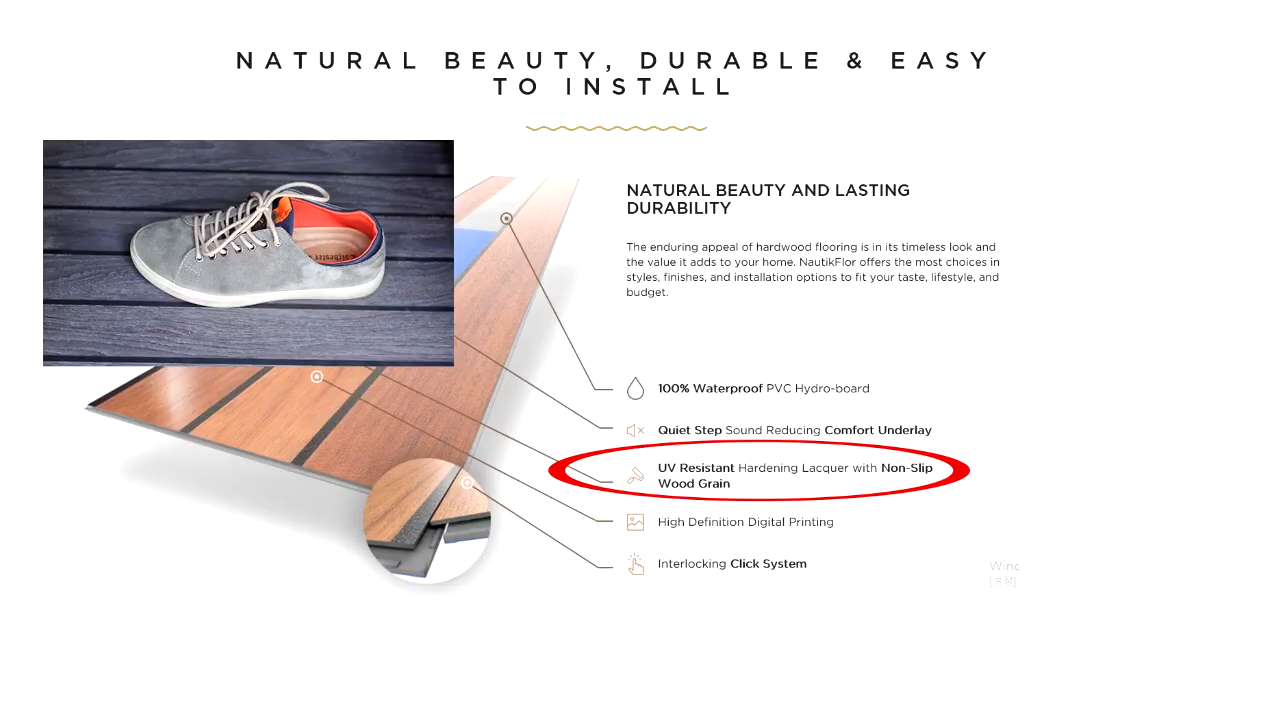 NATURAL BEAUTY, DURABLE & EASY
TO INSTALL
NATURAL BEAUTY AND LASTING
DURABILITY
The enduring appeal of hardwood flooring is in its timeless look and
the value it adds to your home. NautikFlor offers the most choices in
styles, finishes, and installation options to fit your taste, lifestyle, and
budget.
100% Waterproof PVC Hydro-board
Quiet Step Sound Reducing Comfort Underlay
UV Resistant Hardening Lacquer with Non-Slip
Wood Grain
High Definition Digital Printing
Interlocking Click System